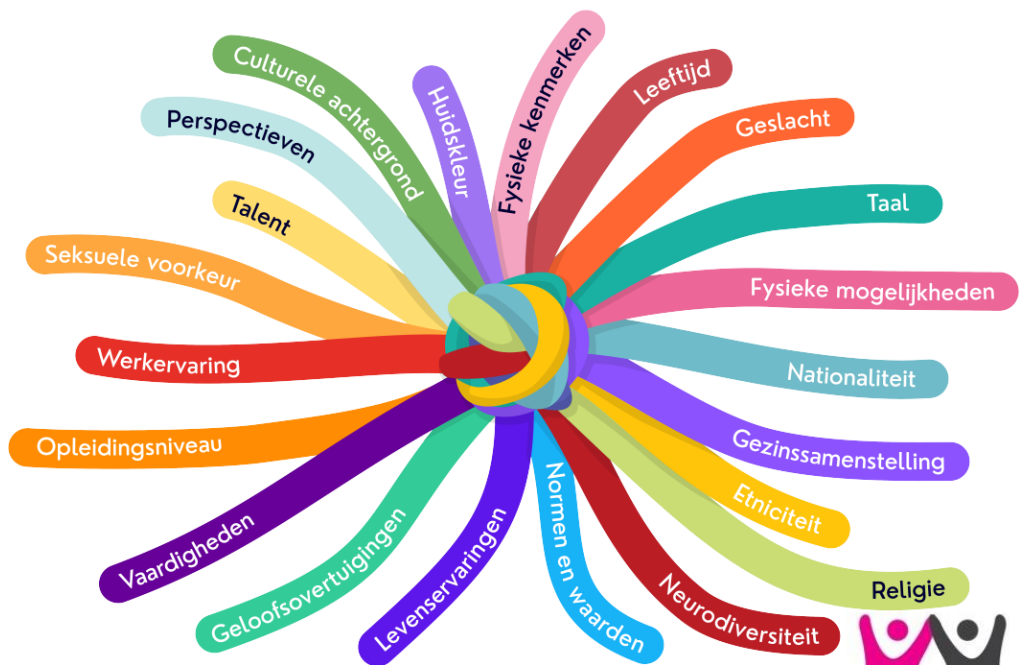 Culturele achtergrond
Huidskleur
Fysieke kenmerken
Leeftijd
Geslacht
Perspectieven
Talent
Taal
Seksuele voorkeur
Fysieke mogelijkheden
Werkervaring
Nationaliteit
Opleidingsniveau
Gezinssamenstelling
Vaardigheden
Etniciteit
Geloofsovertuigingen
Levenservaringen
Normen en waarden
Neurodiversiteit
Religie